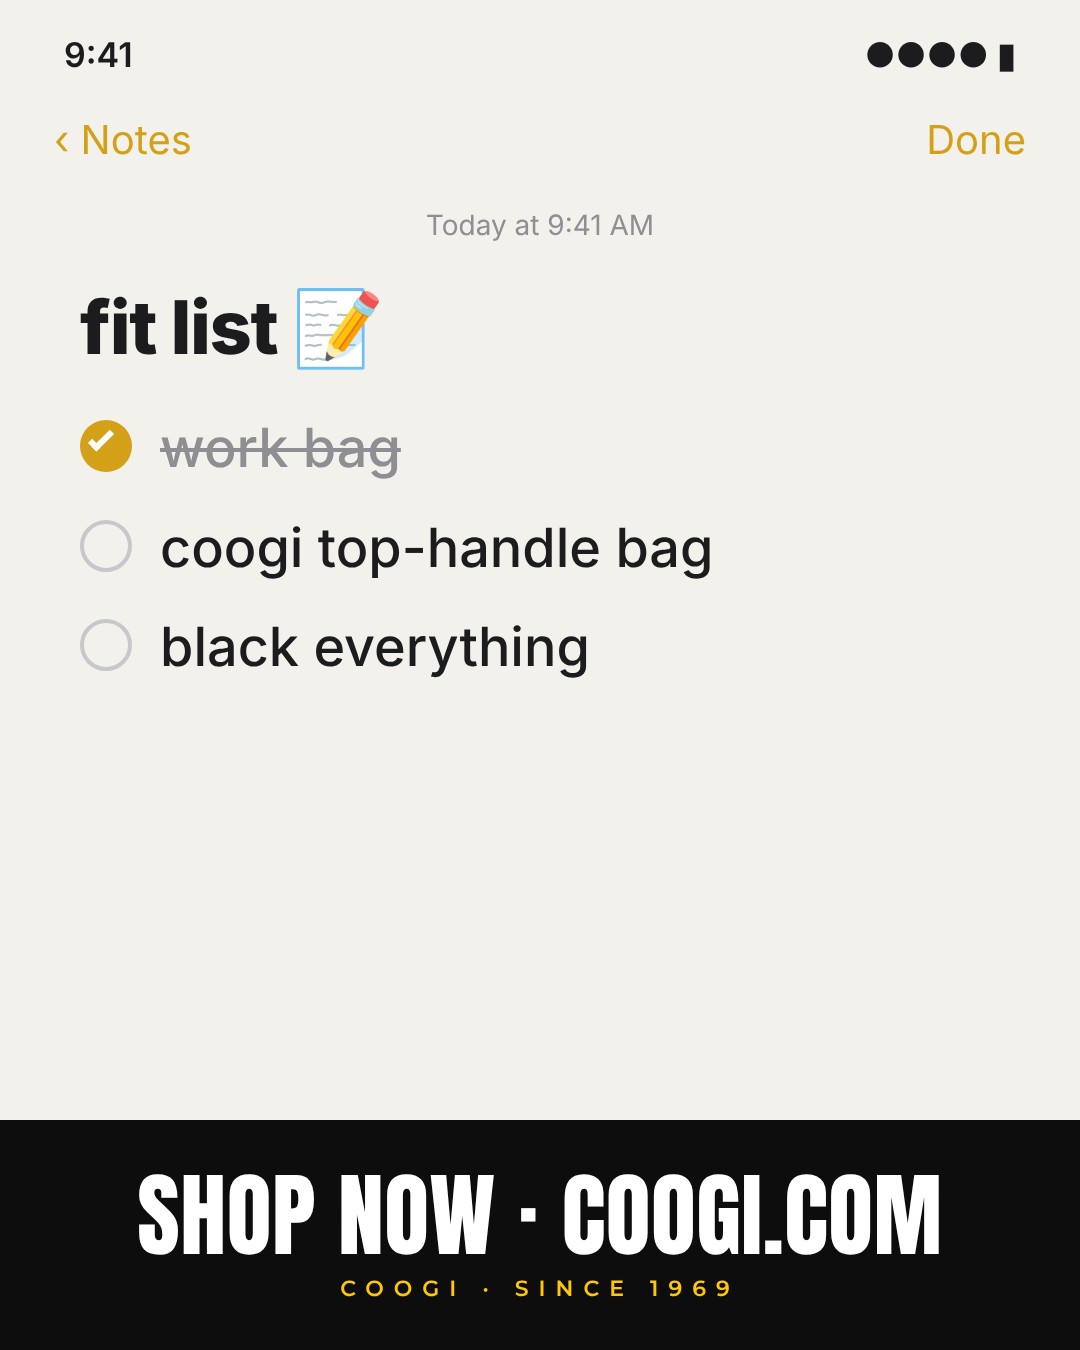 9:41
‹ Notes
Done
Today at 9:41 AM
fit list 📝
work bag
coogi top-handle bag
black everything
SHOP NOW · COOGI.COM
COOGI · SINCE 1969